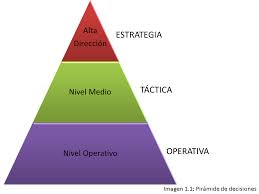 Alta
Dirección
ESTRATEGIA
Nivel Medio
TÁCTICA
Nivel Operativo
OPERATIVA
Imagen 1.1: Pirámide de decisiones